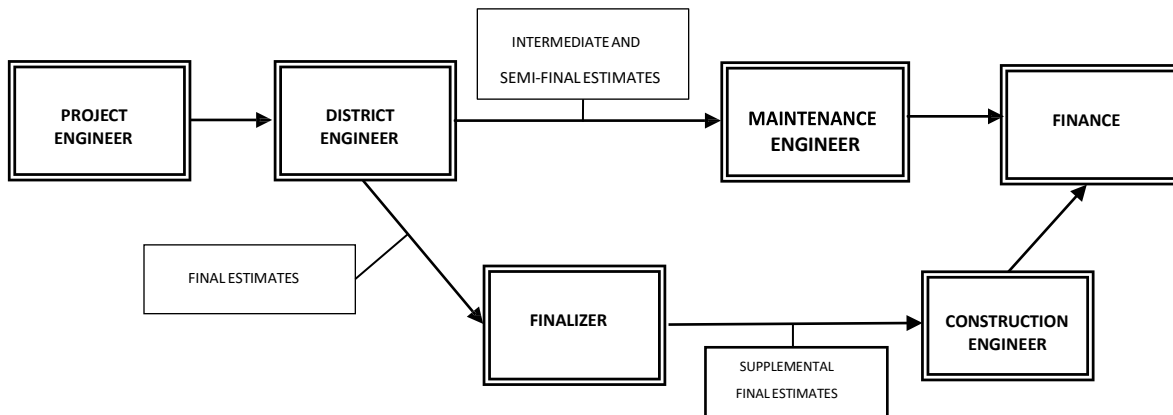 INTERMEDIATE AND
SEMI-FINAL ESTIMATES
PROJECT
ENGINEER
DISTRICT
ENGINEER
MAINTENANCE
ENGINEER
FINANCE
FINAL ESTIMATES
FINALIZER
CONSTRUCTION
ENGINEER
SUPPLEMENTAL
FINAL ESTIMATES